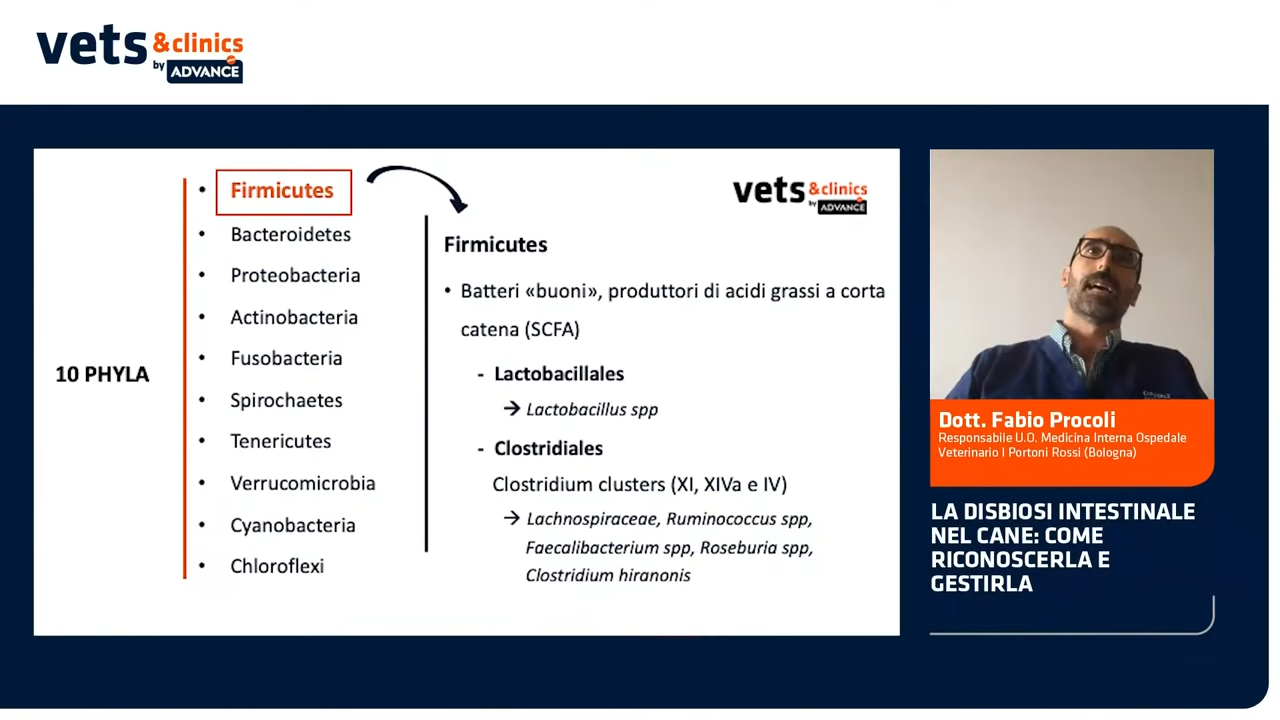 vets &clinics
by ADVANCE
10 PHYLA
• Firmicutes
• Bacteroidetes
• Proteobacteria
• Actinobacteria
• Fusobacteria
• Spirochaetes
• Tenericutes
• Verrucomicrobia
• Cyanobacteria
• Chloroflexi
vets &clinics
by ADVANCE
Firmicutes
• Batteri «buoni», produttori di acidi grassi a corta
catena (SCFA)
- Lactobacillales
→ Lactobacillus spp
- Clostridiales
Clostridium clusters (XI, XIVa e IV)
→ Lachnospiraceae, Ruminococcus spp,
Faecalibacterium spp, Roseburia spp,
Clostridium hiranonis
Dott. Fabio Procoli
Responsabile U.O. Medicina Interna Ospedale
Veterinario I Portoni Rossi (Bologna)
LA DISBIOSI INTESTINALE
NEL CANE: COME
RICONOSCERLA E
GESTIRLA